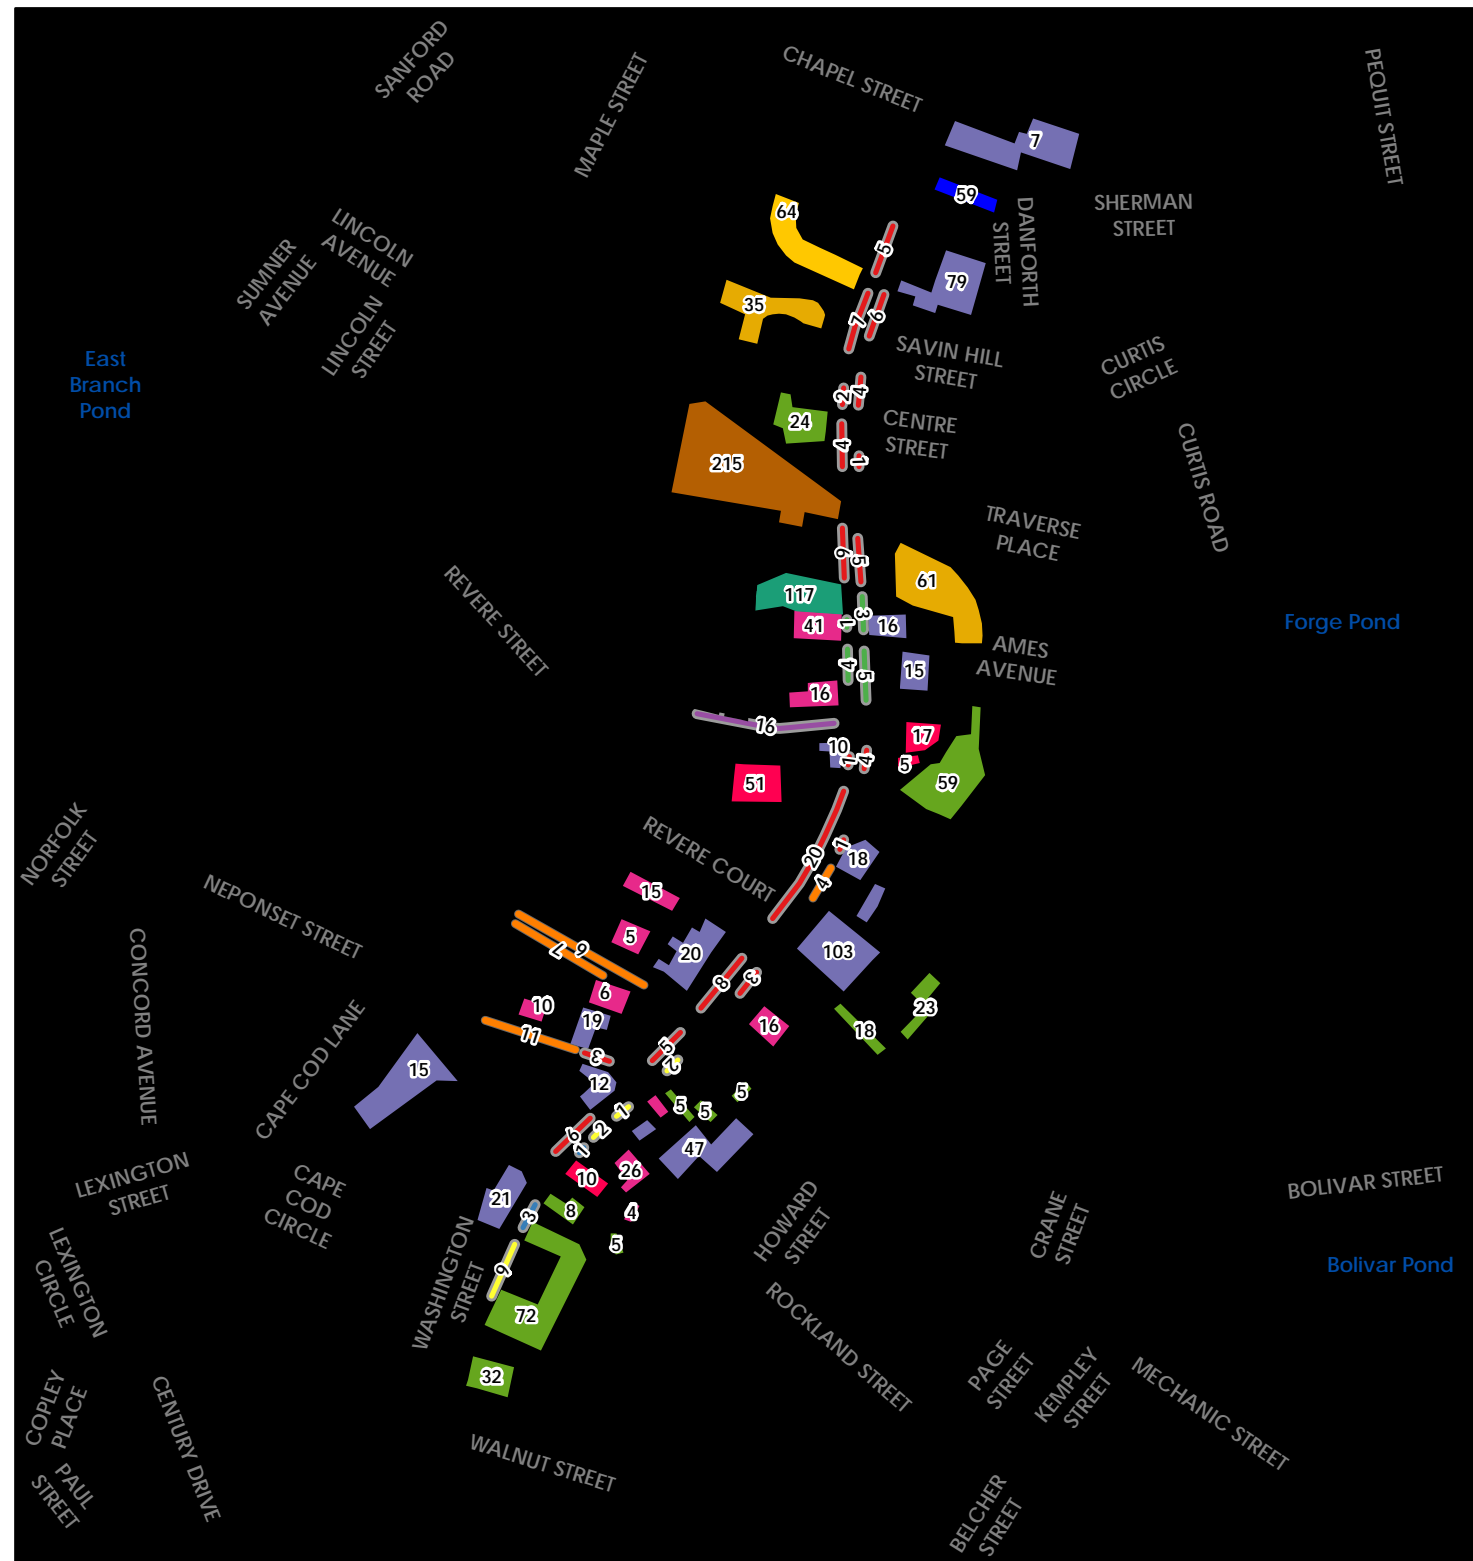 SANFORD
ROAD
MAPLE STREET
CHAPEL STREET
PEQUIT STREET
7
59
SHERMAN
STREET
DANFORTH
STREET
64
LINCOLN
AVENUE
SUMNER
AVENUE
5
79
35
7
6
LINCOLN
STREET
SAVIN HILL
STREET
CURTIS
CIRCLE
East
Branch
Pond
2
4
24
CENTRE
STREET
4
1
215
CURTIS ROAD
TRAVERSE
PLACE
6
5
61
117
3
41
1
16
Forge Pond
REVERE STREET
AMES
AVENUE
4
5
15
16
16
17
10
1
4
5
51
59
NORFOLK
STREET
REVERE COURT
20
1
18
4
15
NEPONSET STREET
5
7
9
20
103
CONCORD AVENUE
8
3
6
10
23
19
16
18
11
3
5
2
CAPE COD LANE
15
12
5
5
5
1
2
6
1
47
LEXINGTON
STREET
CAPE
COD
CIRCLE
10
26
BOLIVAR STREET
21
8
4
3
5
HOWARD
STREET
CRANE
STREET
LEXINGTON
CIRCLE
WASHINGTON
STREET
9
72
Bolivar Pond
ROCKLAND STREET
32
PAGE
STREET
KEMPLEY
STREET
MECHANIC STREET
COPLEY
PLACE
CENTURY DRIVE
WALNUT STREET
PAUL
STREET
BELCHER
STREET